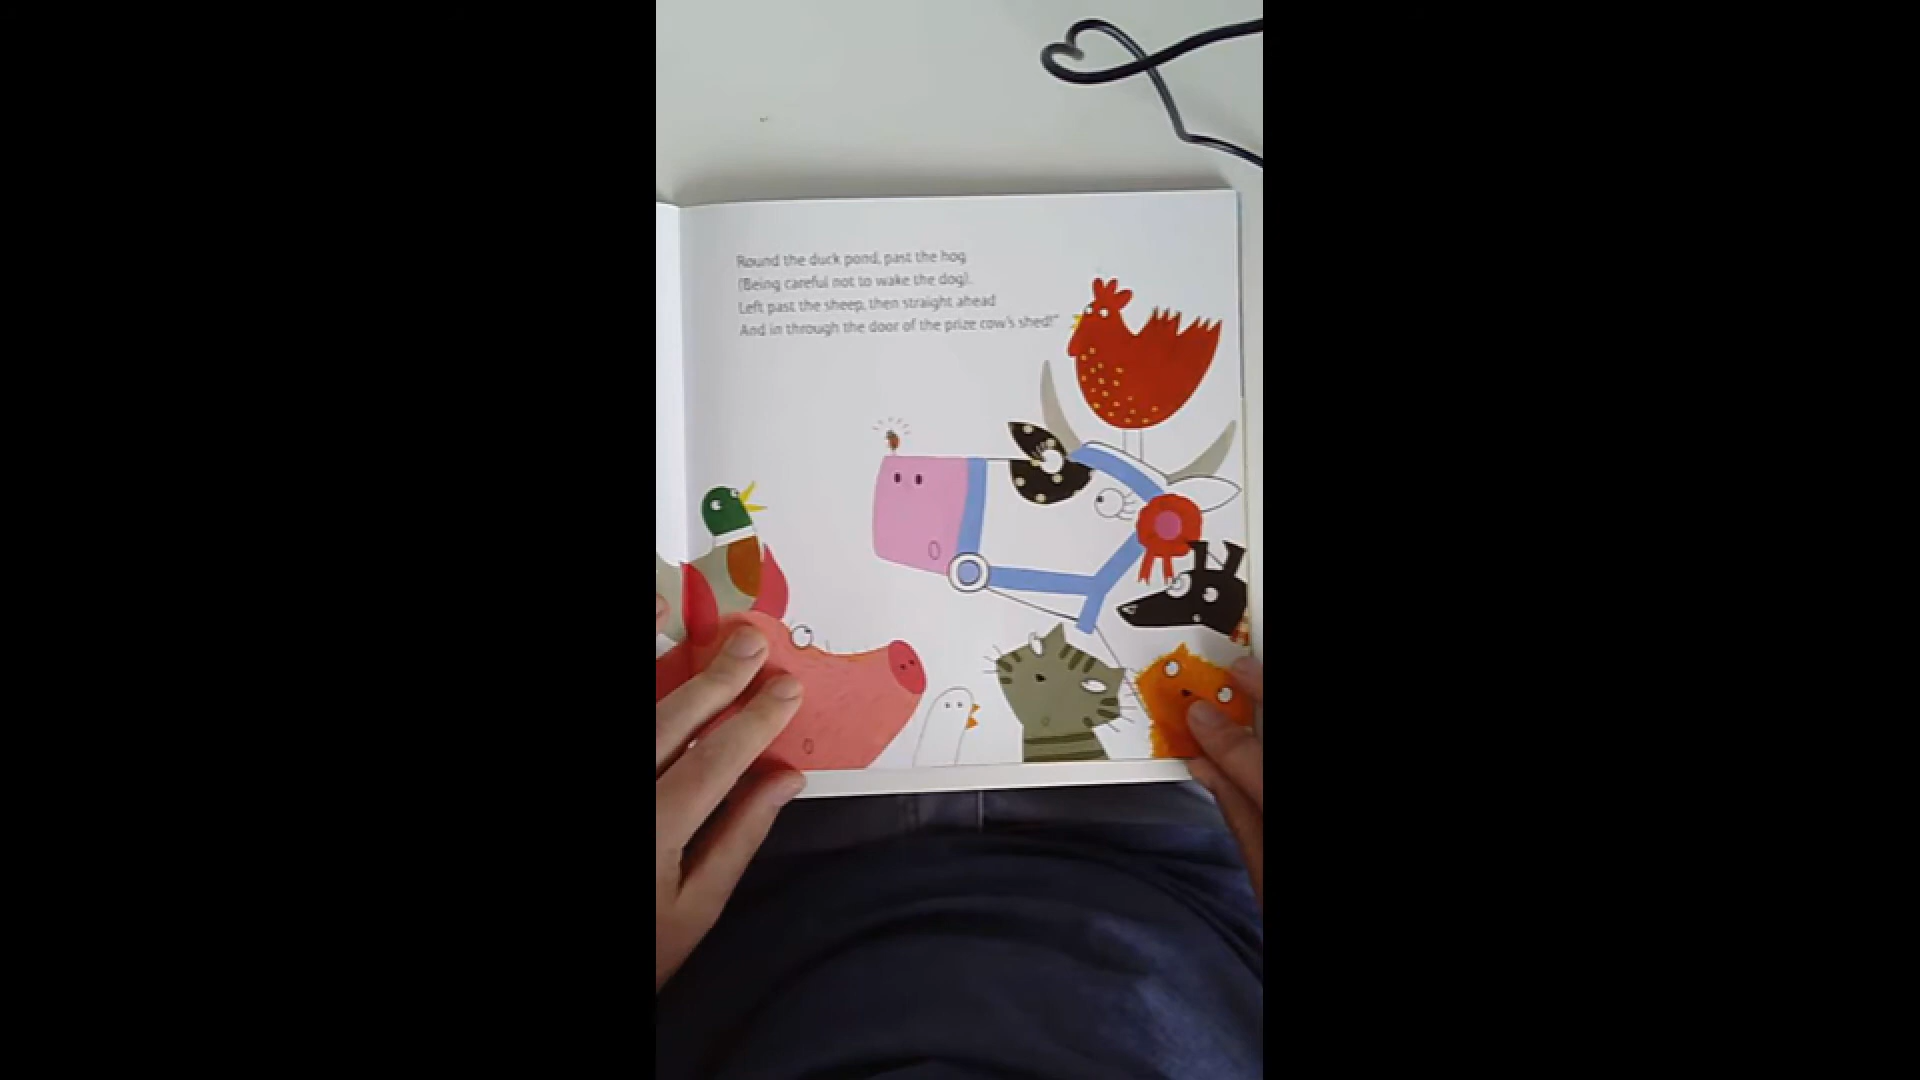 Round the duck pond, past the hog
(Being careful not to wake the dog).
Left past the sheep, then straight ahead
And in through the door of the prize cow's shed!"